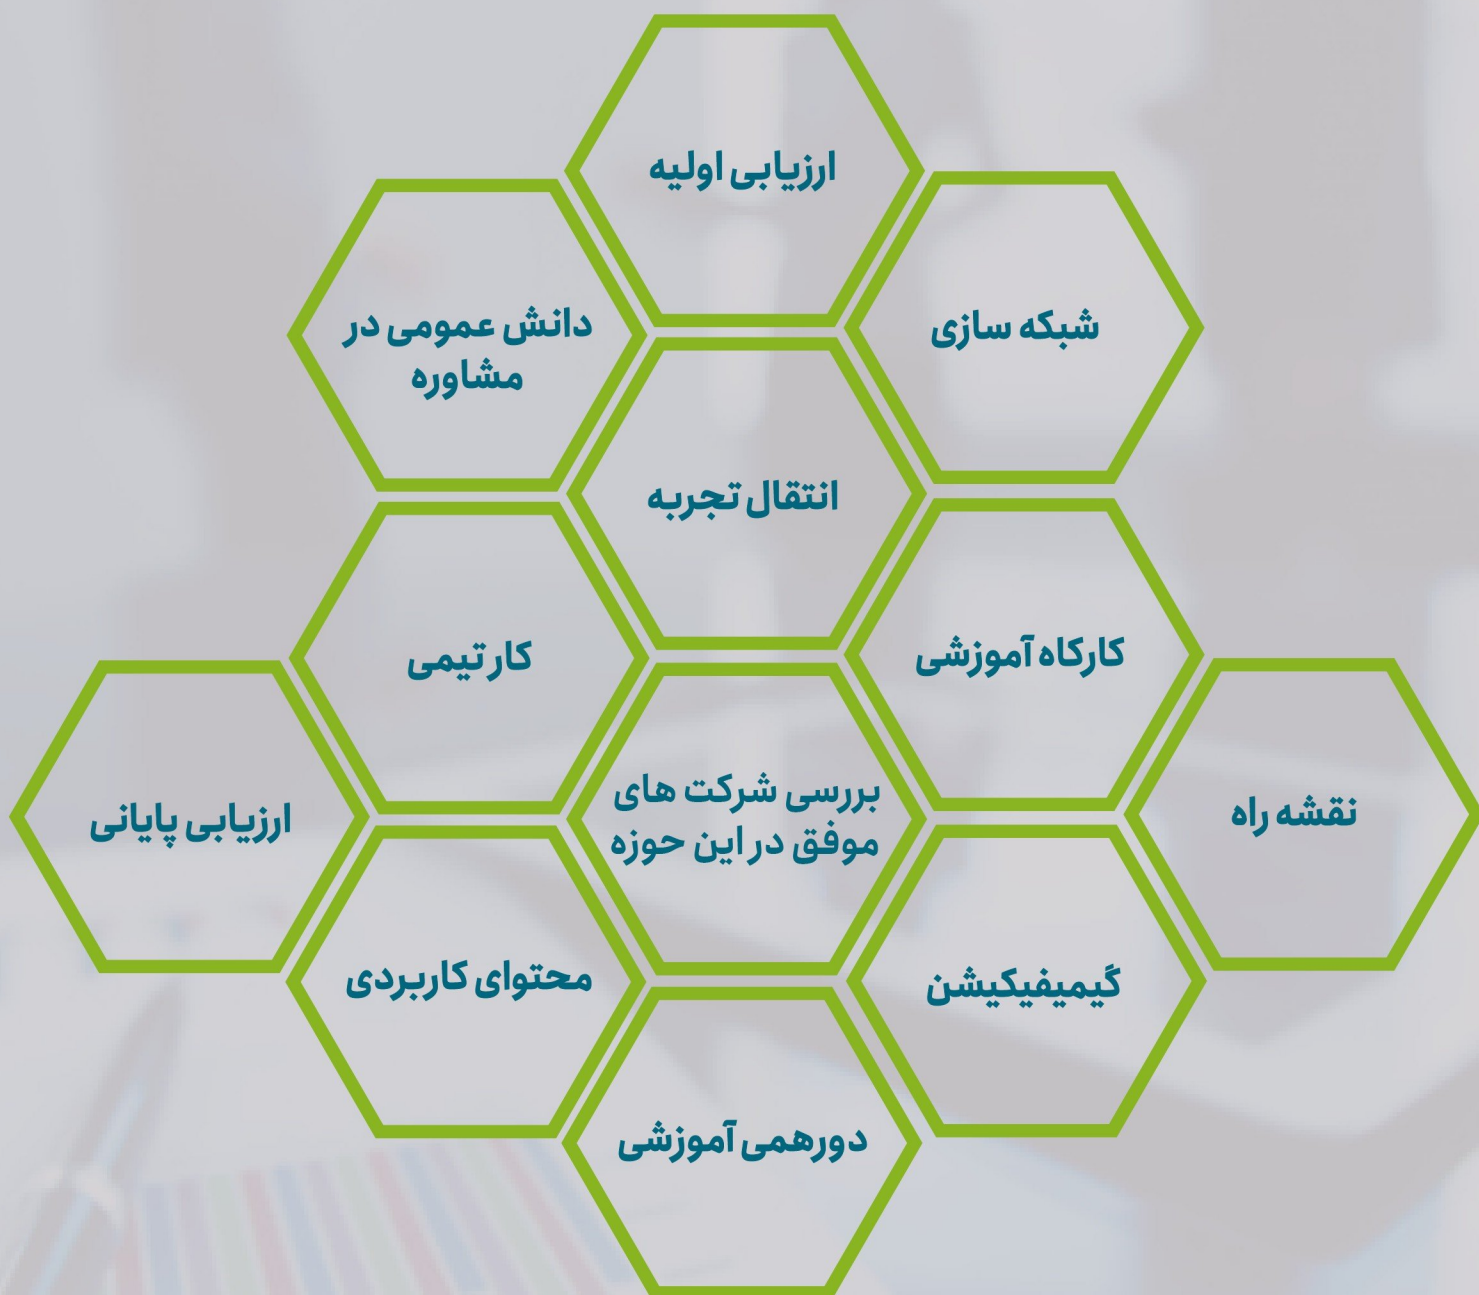 ارزیابی اولیه
شبکه سازی
دانش عمومی در
مشاوره
انتقال تجربه
کارکاه آموزشی
کار تیمی
نقشه راه
بررسی شرکت های
موفق در این حوزه
ارزیابی پایانی
گیمیفیکیشن
محتوای کاربردی
دورهمی آموزشی